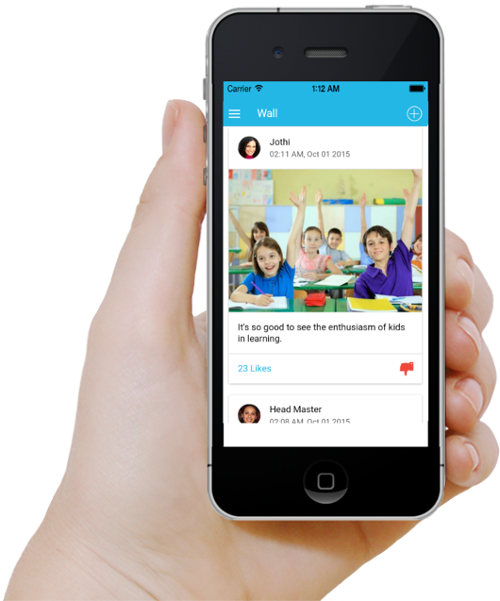 Carrier 1:12 AM
Wall
Jothi
02:11 AM, Oct 01 2015
It's so good to see the enthusiasm of kids
in learning.
23 Likes
Head Master
02:08 AM, Oct 01 2015